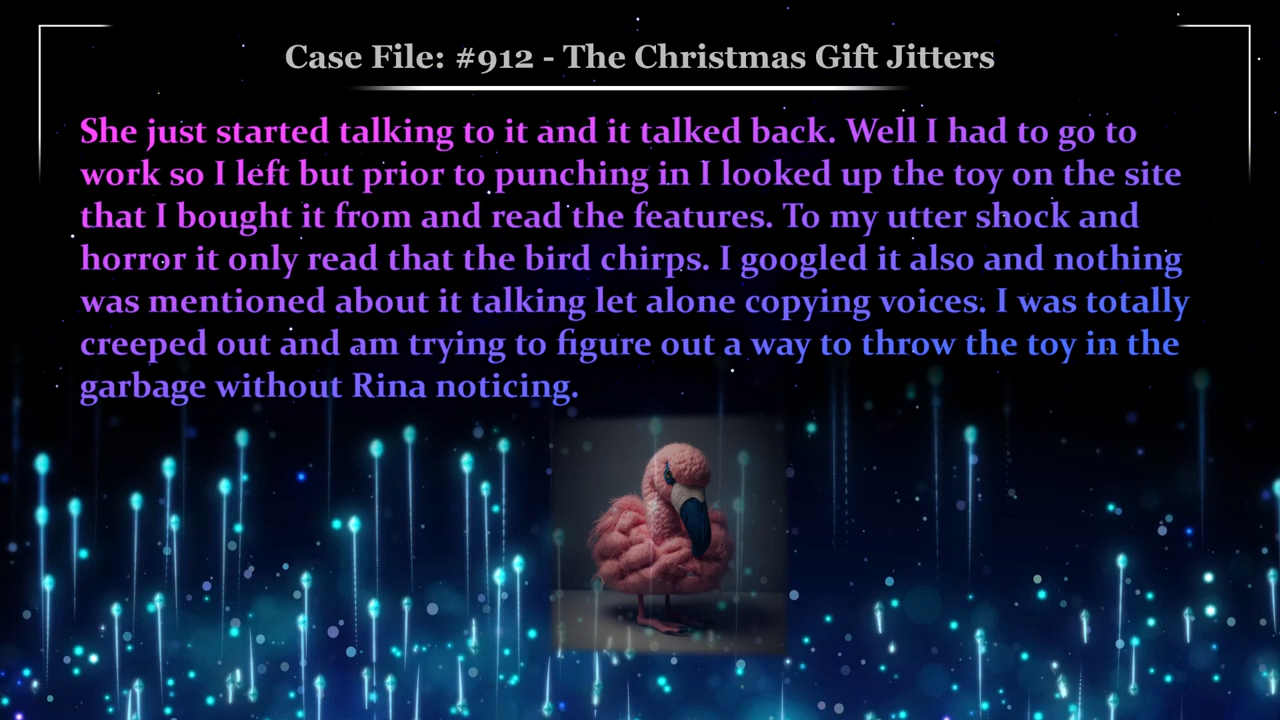 Case File: #912 - The Christmas Gift Jitters
She just started talking to it and it talked back. Well I had to go to
work so I left but prior to punching in I looked up the toy on the site
that I bought it from and read the features. To my utter shock and
horror it only read that the bird chirps. I googled it also and nothing
was mentioned about it talking let alone copying voices. I was totally
creeped out and am trying to figure out a way to throw the toy in the
garbage without Rina noticing.